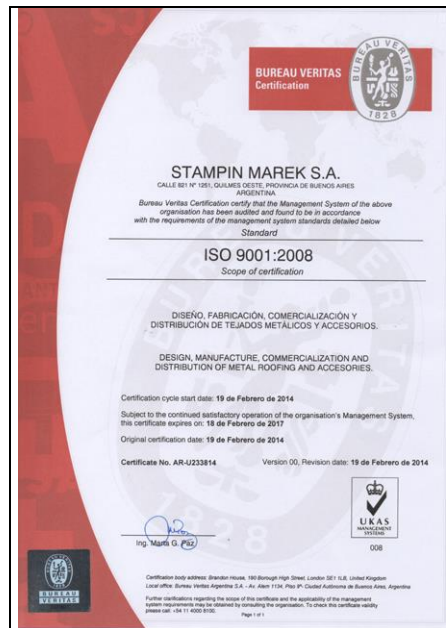 BUREAU VERITAS
Certification
BUREAU VERITAS
1828
STAMPIN MAREK S.A.
CALLE 821 Nº 1251, QUILMES OESTE, PROVINCIA DE BUENOS AIRES
ARGENTINA
Bureau Veritas Certification certify that the Management System of the above
organisation has been audited and found to be in accordance
with the requirements of the management system standards detailed below
Standard
ISO 9001:2008
Scope of certification
DISEÑO, FABRICACIÓN, COMERCIALIZACIÓN Y
DISTRIBUCIÓN DE TEJADOS METÁLICOS Y ACCESORIOS.
DESIGN, MANUFACTURE, COMMERCIALIZATION AND
DISTRIBUTION OF METAL ROOFING AND ACCESORIES.
Certification cycle start date: 19 de Febrero de 2014
Subject to the continued satisfactory operation of the organisation's Management System,
this certificate expires on: 18 de Febrero de 2017
Original certification date: 19 de Febrero de 2014
Certificate No. AR-U233814 Version 00, Revision date: 19 de Febrero de 2014
Ing. Marta G. Paz
UKAS
MANAGEMENT
SYSTEMS
008
BUREAU
VERITAS
Certification body address: Brandon House, 180 Borough High Street, London SE1 1LB, United Kingdom
Local office: Bureau Veritas Argentina S.A. - Av. Alem 1134, Piso 9º- Ciudad Autónoma de Buenos Aires, Argentina
Further clarifications regarding the scope of this certificate and the applicability of the management
system requirements may be obtained by consulting the organisation. To check this certificate validity
please call: +54 11 4000 8100.
Page 1 of 1